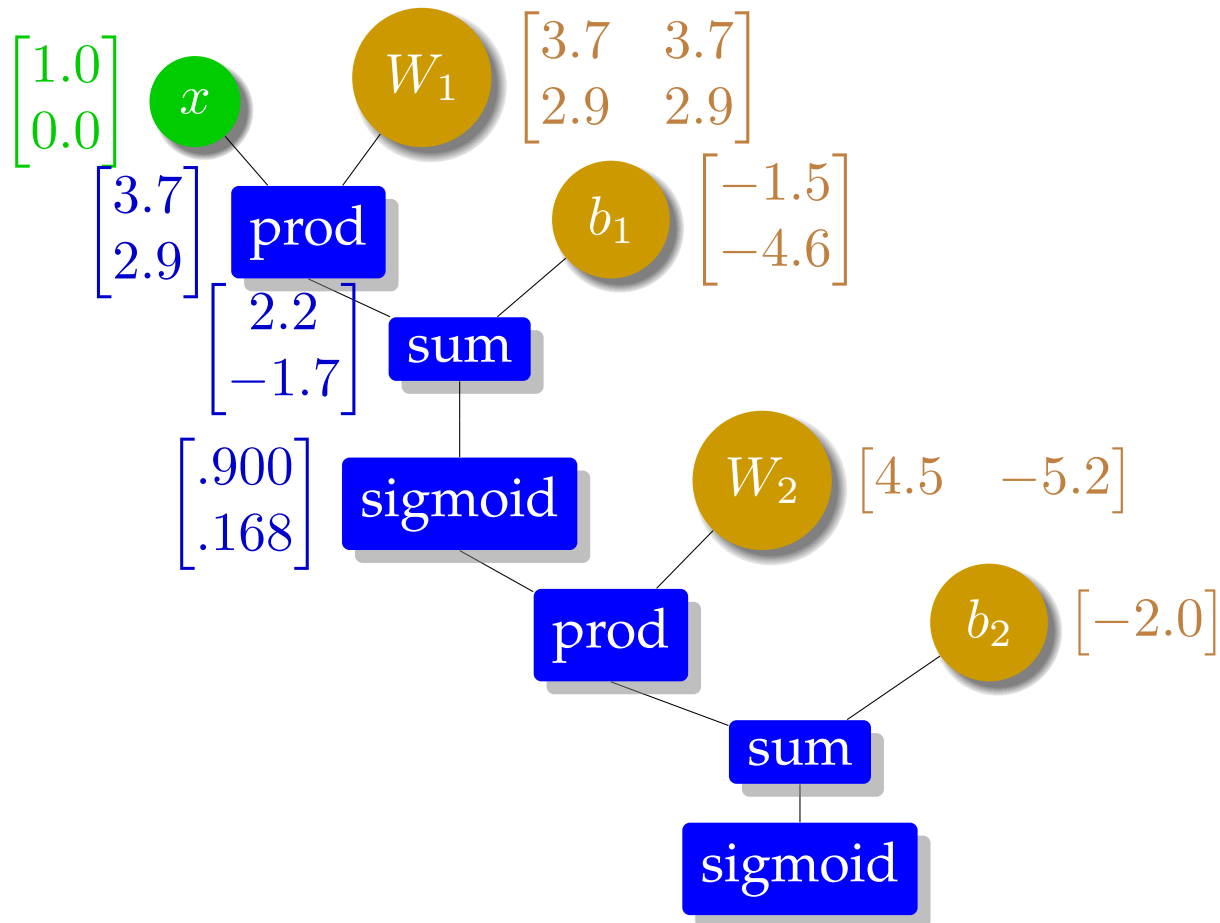 [1.0
0.0]
x
W₁
[3.7 3.7
2.9 2.9]
[3.7
2.9]
prod
b₁
[−1.5
−4.6]
[2.2
−1.7]
sum
[.900
.168]
sigmoid
W₂
[4.5 −5.2]
prod
b₂
[−2.0]
sum
sigmoid